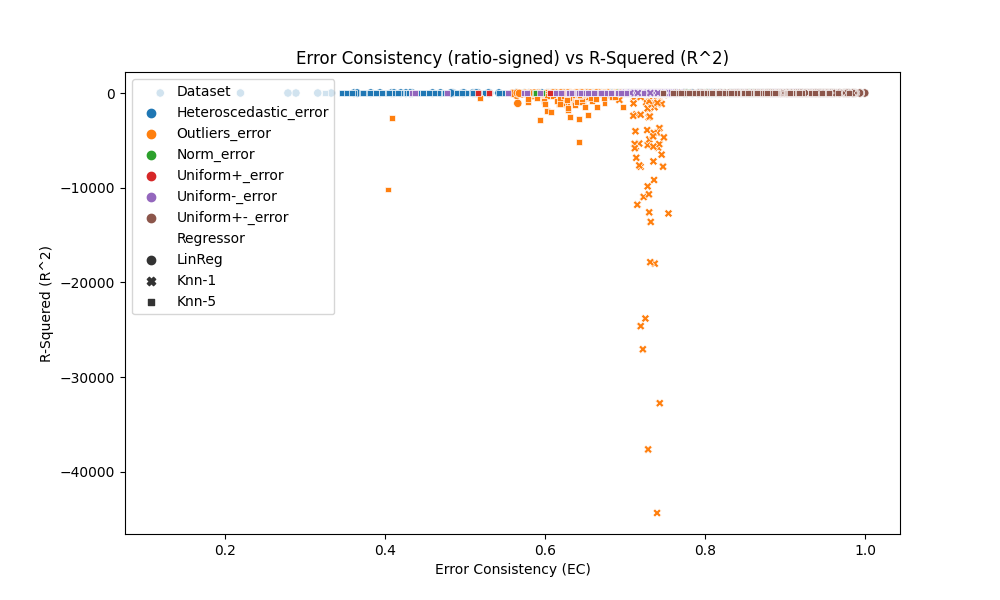 Error Consistency (ratio-signed) vs R-Squered (R^2)
Dataset
Heteroscedastic_error
Outliers_error
Norm_error
Uniform+_error
Uniform-_error
Uniform+-_error
Regressor
LinReg
Knn-1
Knn-5
0
−10000
−20000
−30000
−40000
R-Squered (R^2)
0.2 0.4 0.6 0.8 1.0
Error Consistency (EC)